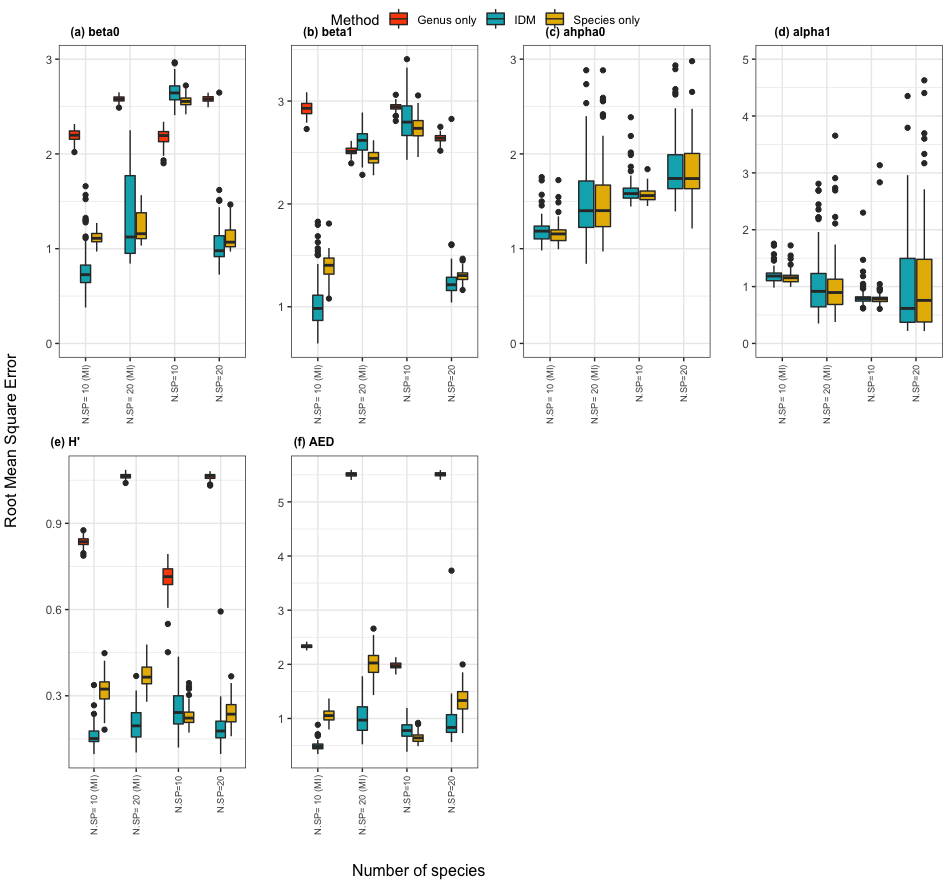 Method Genus only IDM Species only
(a) beta0
(b) beta1
(c) ahpha0
(d) alpha1
3
2
1
0
N.SP= 10 (MI)
N.SP= 20 (MI)
N.SP=10
N.SP=20
3
2
1
N.SP= 10 (MI)
N.SP= 20 (MI)
N.SP=10
N.SP=20
3
2
1
0
N.SP= 10 (MI)
N.SP= 20 (MI)
N.SP=10
N.SP=20
5
4
3
2
1
0
N.SP= 10 (MI)
N.SP= 20 (MI)
N.SP=10
N.SP=20
Root Mean Square Error
(e) H'
(f) AED
0.9
0.6
0.3
N.SP= 10 (MI)
N.SP= 20 (MI)
N.SP=10
N.SP=20
5
4
3
2
1
N.SP= 10 (MI)
N.SP= 20 (MI)
N.SP=10
N.SP=20
Number of species